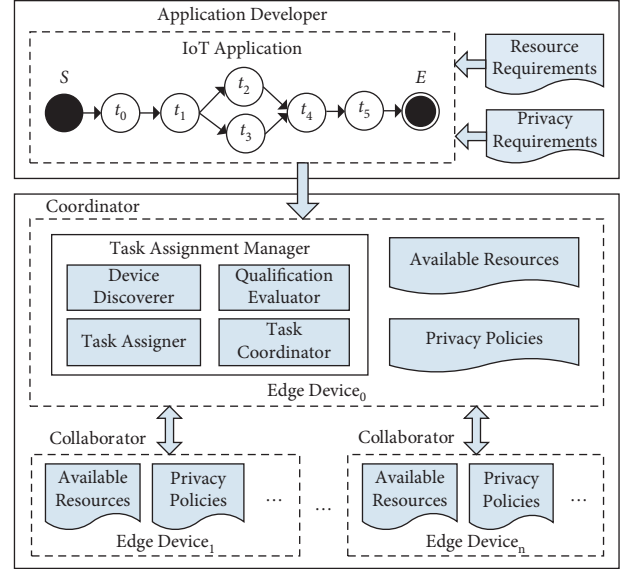 Application Developer
IoT Application
Resource
Requirements
S
E
t2
t0
t1
t4
t5
t3
Privacy
Requirements
Coordinator
Task Assignment Manager
Device
Discoverer
Qualification
Evaluator
Available Resources
Task Assigner
Task
Coordinator
Privacy Policies
Edge Device0
Collaborator
Collaborator
Available
Resources
Privacy
Policies
...
...
Available
Resources
Privacy
Policies
...
Edge Device1
Edge Devicen